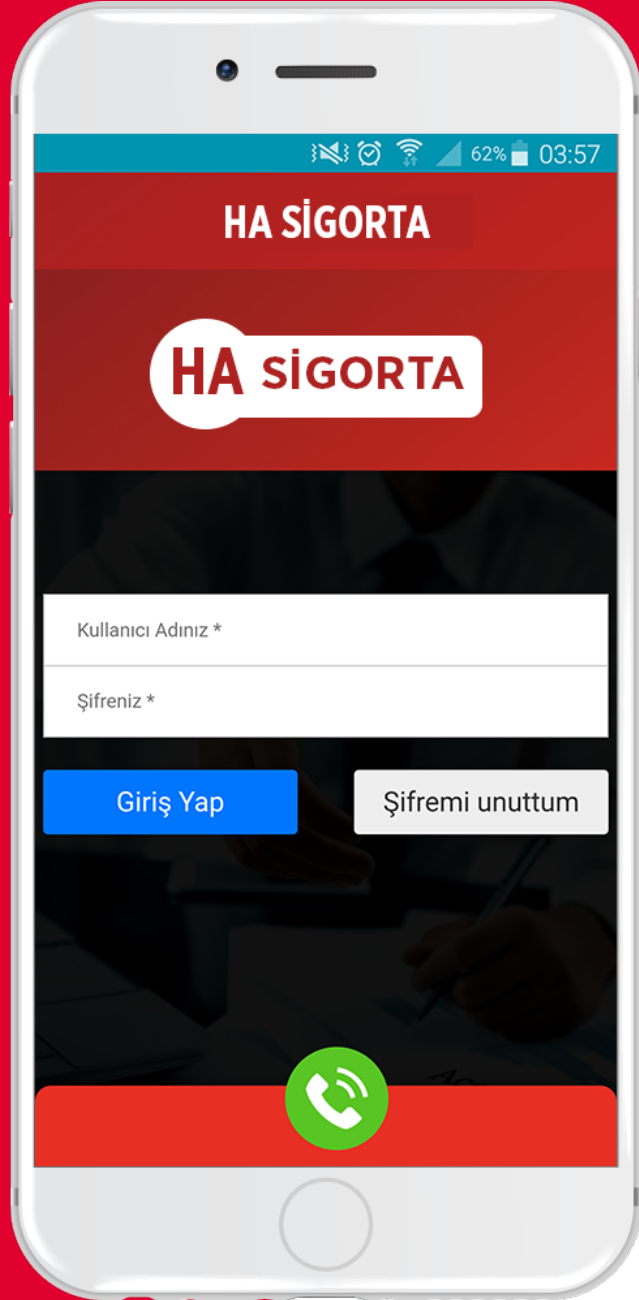 62% 03:57
HA SİGORTA
HA SİGORTA
Kullanıcı Adınız *
Şifreniz *
Giriş Yap Şifremi unuttum